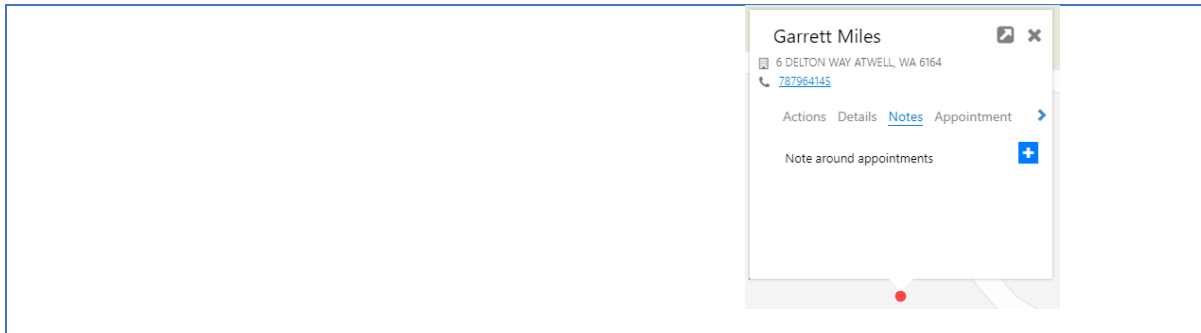 Garrett Miles
6 DELTON WAY ATWELL, WA 6164
787964145
Actions Details Notes Appointment
Note around appointments